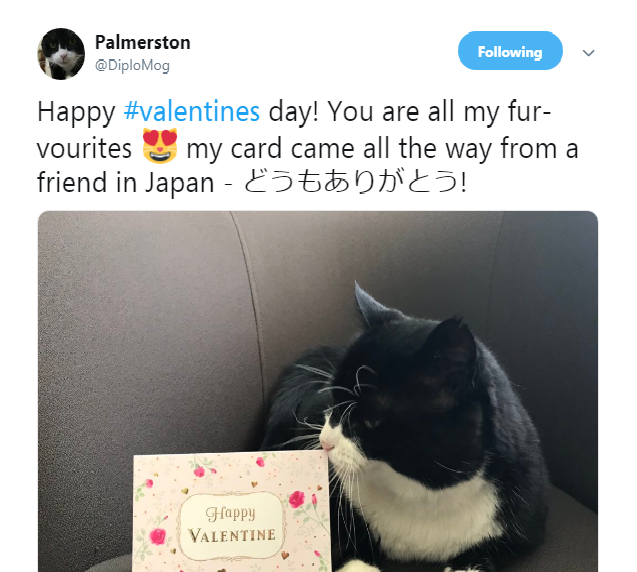 Palmerston
@DiploMog
Following
Happy #valentines day! You are all my fur-
vourites 😻 my card came all the way from a
friend in Japan - どうもありがとう!
Happy
VALENTINE